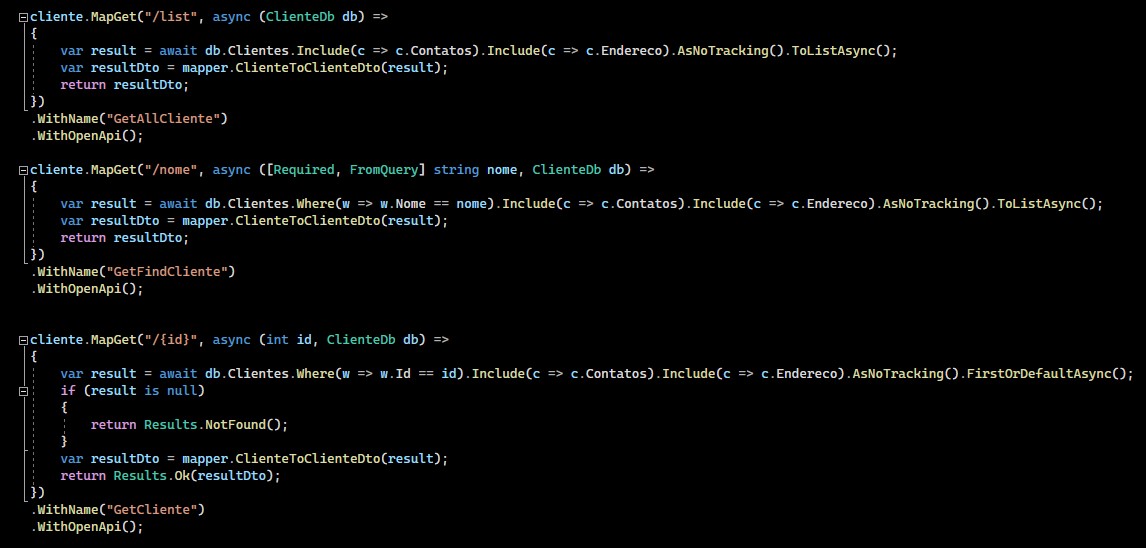 cliente.MapGet("/list", async (ClienteDb db) =>
{
    var result = await db.Clientes.Include(c => c.Contatos).Include(c => c.Endereco).AsNoTracking().ToListAsync();
    var resultDto = mapper.ClienteToClienteDto(result);
    return resultDto;
})
.WithName("GetAllCliente")
.WithOpenApi();
cliente.MapGet("/nome", async ([Required, FromQuery] string nome, ClienteDb db) =>
{
    var result = await db.Clientes.Where(w => w.Nome == nome).Include(c => c.Contatos).Include(c => c.Endereco).AsNoTracking().ToListAsync();
    var resultDto = mapper.ClienteToClienteDto(result);
    return resultDto;
})
.WithName("GetFindCliente")
.WithOpenApi();
cliente.MapGet("/{id}", async (int id, ClienteDb db) =>
{
    var result = await db.Clientes.Where(w => w.Id == id).Include(c => c.Contatos).Include(c => c.Endereco).AsNoTracking().FirstOrDefaultAsync();
    if (result is null)
    {
        return Results.NotFound();
    }
    var resultDto = mapper.ClienteToClienteDto(result);
    return Results.Ok(resultDto);
})
.WithName("GetCliente")
.WithOpenApi();